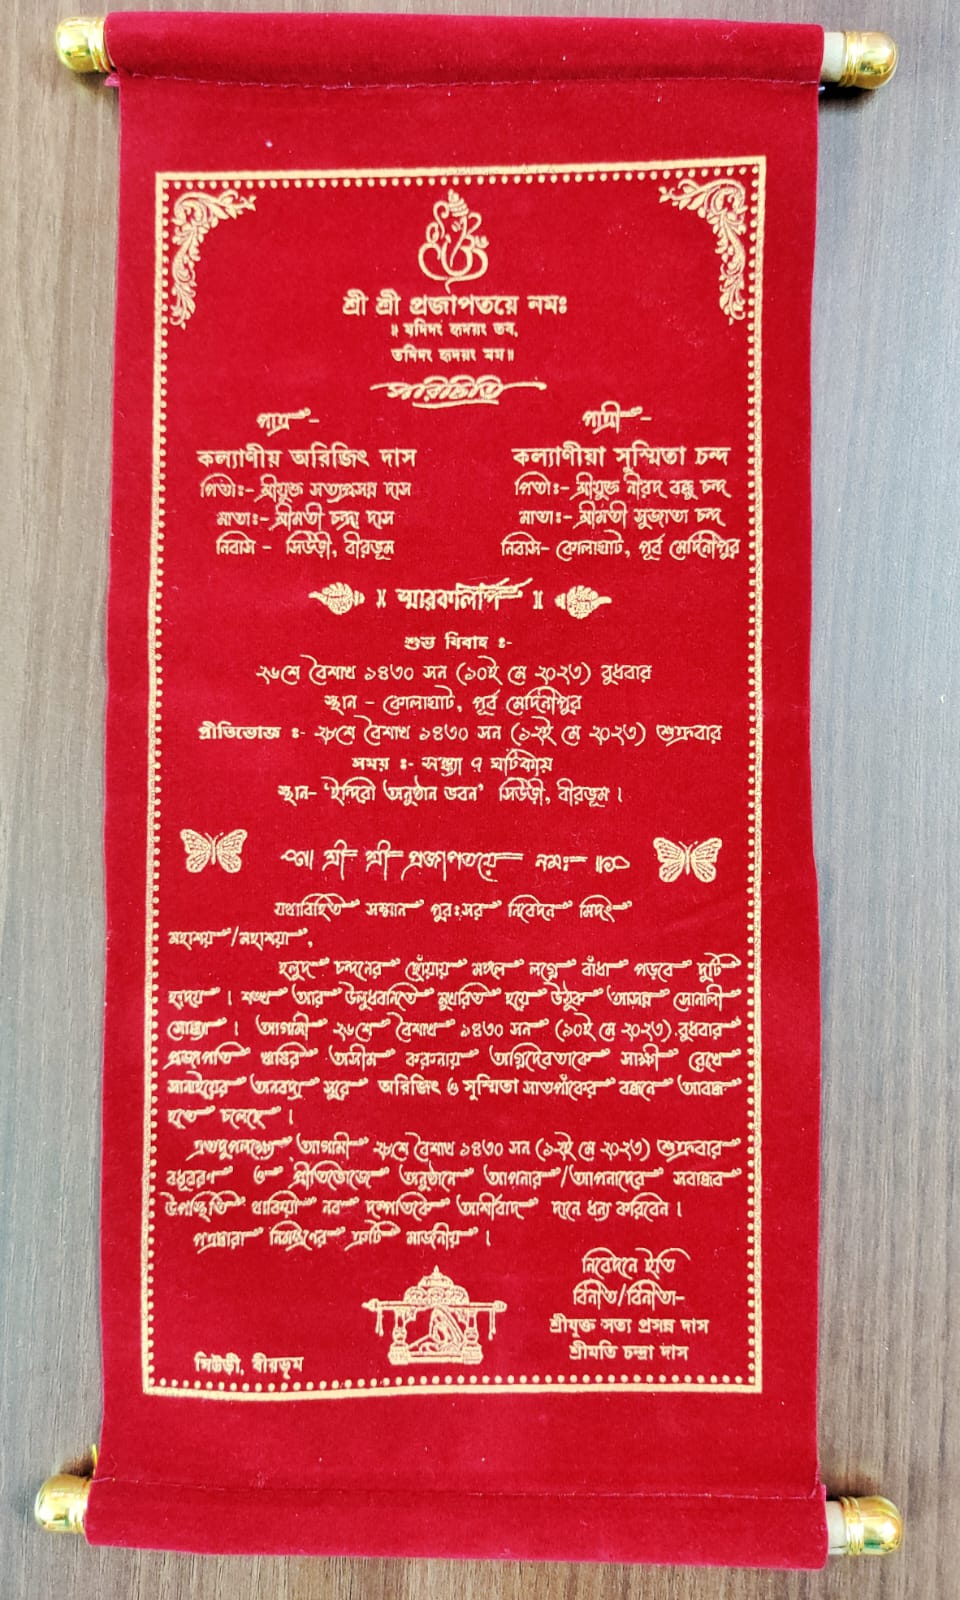 শ্রী শ্রী প্রজাপতয়ে নমঃ
॥ যদিদং হৃদয়ং তব,
তদিদং হৃদয়ং মম॥
পরিচিতি
পাত্র -
কল্যাণীয় অরিজিৎ দাস
পিতাঃ- শ্রীযুক্ত সত্যপ্রসন্ন দাস
মাতাঃ- শ্রীমতী চন্দ্রা দাস
নিবাস - সিউড়ী, বীরভূম
পাত্রী -
কল্যাণীয়া সুস্মিতা চন্দ
পিতাঃ- শ্রীযুক্ত নীরদ বন্ধু চন্দ
মাতাঃ- শ্রীমতী সুজাতা চন্দ
নিবাস- কোলাঘাট, পূর্ব মেদিনীপুর
স্মারকলিপি
শুভ বিবাহ ঃ-
২৬শে বৈশাখ ১৪৩০ সন (১০ই মে ২০২৩) বুধবার
স্থান - কোলাঘাট, পূর্ব মেদিনীপুর
প্রীতিভোজ ঃ- ২৮শে বৈশাখ ১৪৩০ সন (১২ই মে ২০২৩) শুক্রবার
সময় ঃ- সন্ধ্যা ৭ ঘটিকায়
স্থান- ‘ইন্দিরা অনুষ্ঠান ভবন’ সিউড়ী, বীরভূম।
শ্রী শ্রী প্রজাপতয়ে নমঃ
যথাবিহিত সম্মান পুরঃসর নিবেদন মিদং
মহাশয়/মহাশয়া,
হলুদ চন্দনের ছোঁয়ায় মঙ্গল লগ্নে বাঁধা পড়বে দুটি
হৃদয় । শঙ্খ আর উলুধ্বনিতে মুখরিত হয়ে উঠুক আসন্ন সোনালী
সোন্ধ্যা । আগামী ২৬শে বৈশাখ ১৪৩০ সন (১০ই মে ২০২৩) বুধবার
প্রজাপতি ঋষির অসীম করুনায় অগ্নিদেবতাকে সাক্ষী রেখে
সানাইয়ের অনবদ্য সুরে অরিজিৎ ও সুস্মিতা সাতপাঁকের বন্ধনে আবদ্ধ
হতে চলেছে ।
এতদুপলক্ষ্যে আগামী ২৮শে বৈশাখ ১৪৩০ সন (১২ই মে ২০২৩) শুক্রবার
বধূবরণ ও প্রীতিভোজে অনুষ্ঠানে আপনার/আপনাদের সবান্ধব
উপস্থিতি থাকিয়া নব দম্পতিকে আর্শীবাদ দানে ধন্য করিবেন ।
পত্রদ্বারা নিমন্ত্রণের ত্রুটি মার্জনীয় ।
নিবেদনে ইতি
বিনীত/বিনীতা-
শ্রীযুক্ত সত্য প্রসন্ন দাস
শ্রীমতি চন্দ্রা দাস
সিউড়ী, বীরভূম